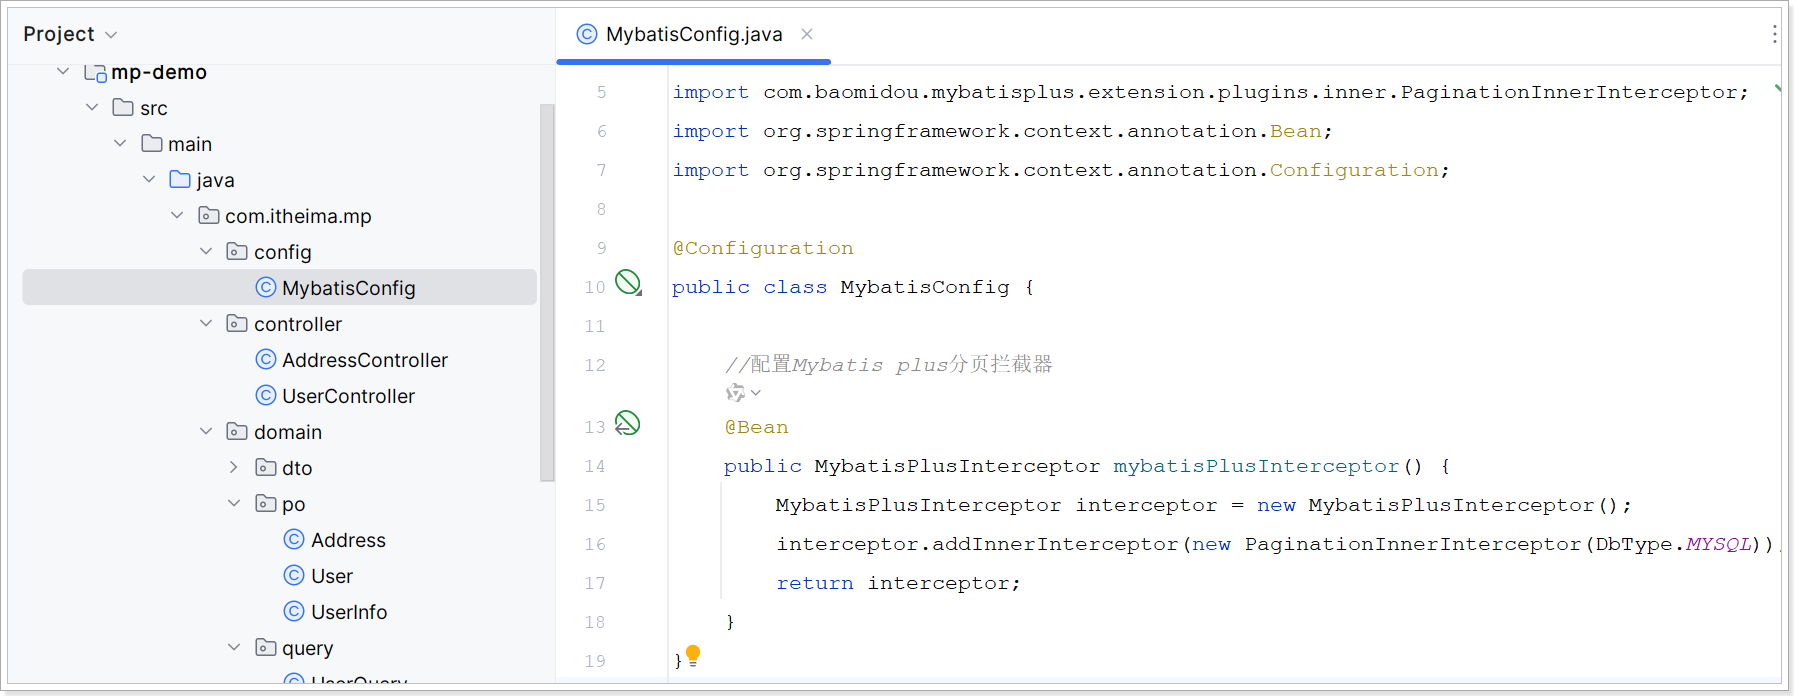 Project
mp-demo
src
main
java
com.itheima.mp
config
MybatisConfig
controller
AddressController
UserController
domain
dto
po
Address
User
UserInfo
query
UserQuery
MybatisConfig.java
5 import com.baomidou.mybatisplus.extension.plugins.inner.PaginationInnerInterceptor;
6 import org.springframework.context.annotation.Bean;
7 import org.springframework.context.annotation.Configuration;
8
9 @Configuration
10 public class MybatisConfig {
11
12 //配置Mybatis plus分页拦截器
13 @Bean
14 public MybatisPlusInterceptor mybatisPlusInterceptor() {
15 MybatisPlusInterceptor interceptor = new MybatisPlusInterceptor();
16 interceptor.addInnerInterceptor(new PaginationInnerInterceptor(DbType.MYSQL));
17 return interceptor;
18 }
19 }